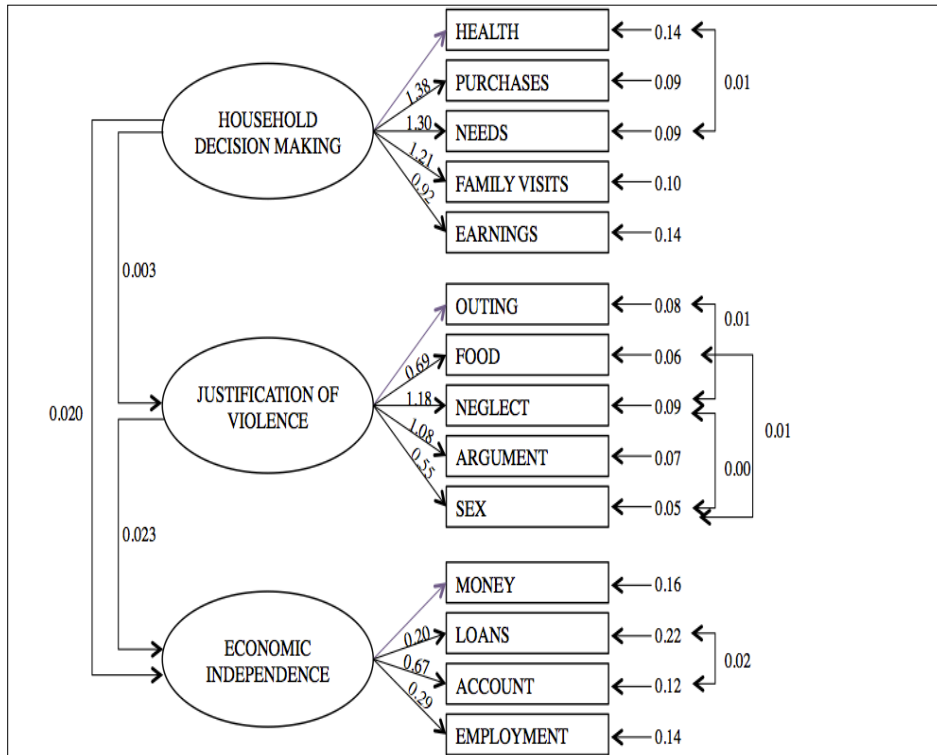 HEALTH
0.14
PURCHASES
0.09
0.01
1.38
HOUSEHOLD
DECISION MAKING
1.30
NEEDS
0.09
1.21
FAMILY VISITS
0.10
0.92
EARNINGS
0.14
0.003
OUTING
0.08
0.01
FOOD
0.06
0.69
JUSTIFICATION OF
VIOLENCE
1.18
NEGLECT
0.09
0.020
0.01
1.08
ARGUMENT
0.07
0.00
0.55
SEX
0.05
0.023
MONEY
0.16
LOANS
0.22
0.20
ECONOMIC
INDEPENDENCE
0.02
0.67
ACCOUNT
0.12
0.29
EMPLOYMENT
0.14